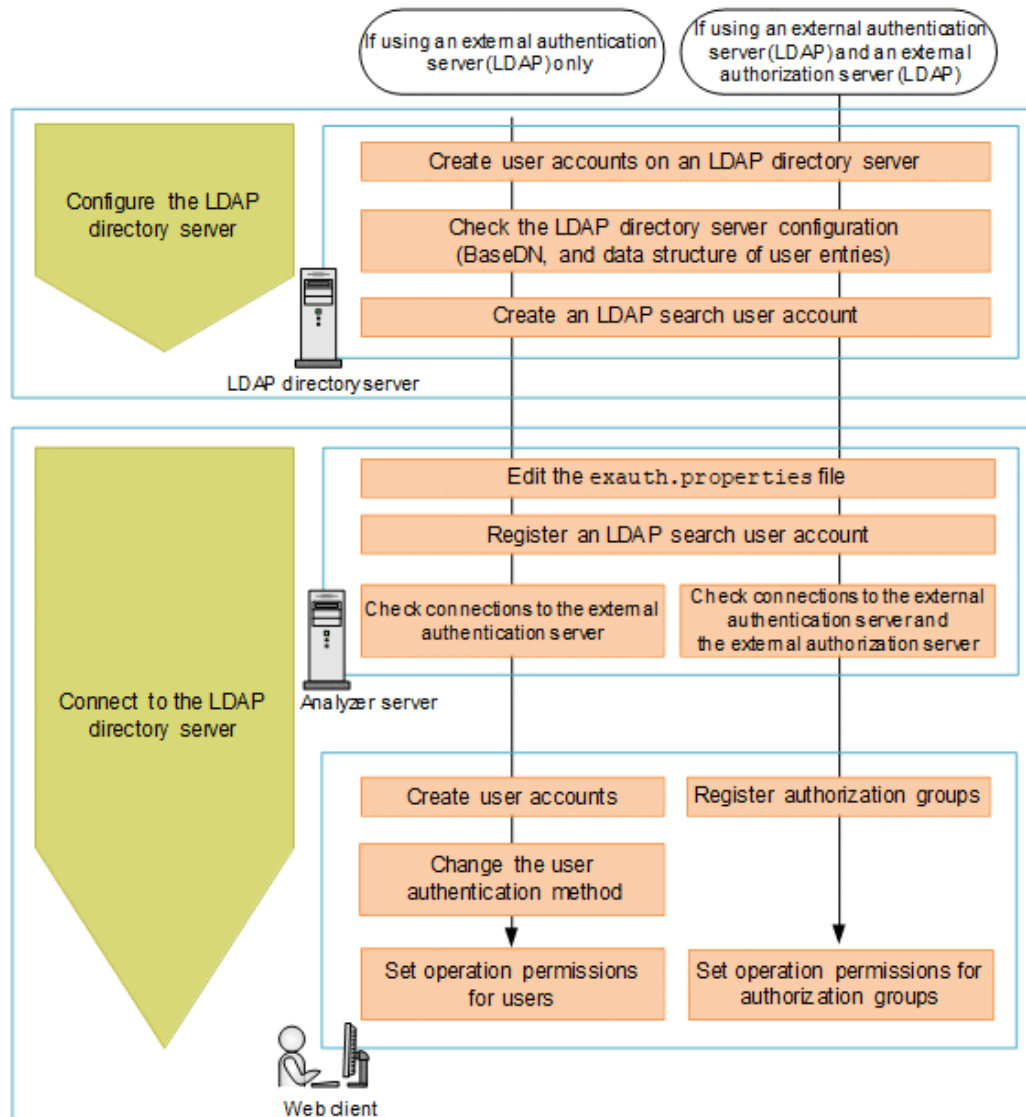 If using an external authentication
server (LDAP) only
If using an external authentication
server (LDAP) and an external
authorization server (LDAP)
Configure the LDAP
directory server
Create user accounts on an LDAP directory server
Check the LDAP directory server configuration
(BaseDN, and data structure of user entries)
Create an LDAP search user account
LDAP directory server
Connect to the LDAP
directory server
Edit the exauth.properties file
Register an LDAP search user account
Check connections to the external
authentication server
Check connections to the external
authentication server and
the external authorization server
Analyzer server
Create user accounts
Register authorization groups
Change the user
authentication method
Set operation permissions
for users
Set operation permissions for
authorization groups
Web client